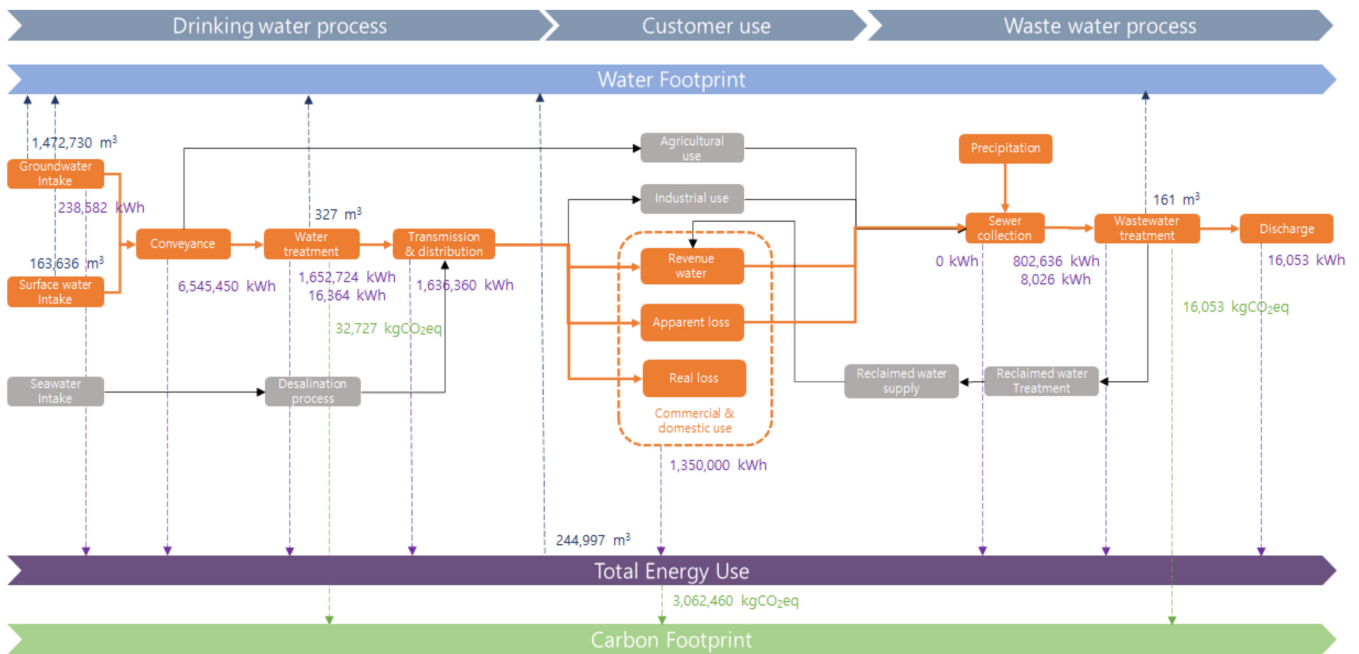 Drinking water process
Customer use
Waste water process
Water Footprint
1,472,730 m³
Groundwater
Intake
238,582 kWh
163,636 m³
Surface water
Intake
Seawater
Intake
Conveyance
6,545,450 kWh
327 m³
Water
treatment
1,652,724 kWh
16,364 kWh
32,727 kgCO₂eq
Desalination
process
Transmission
& distribution
1,636,360 kWh
Agricultural
use
Industrial use
Revenue
water
Apparent loss
Real loss
Commercial &
domestic use
1,350,000 kWh
244,997 m³
Precipitation
Sewer
collection
0 kWh
161 m³
Wastewater
treatment
802,636 kWh
8,026 kWh
16,053 kgCO₂eq
Discharge
16,053 kWh
Reclaimed water
supply
Reclaimed water
Treatment
Total Energy Use
3,062,460 kgCO₂eq
Carbon Footprint